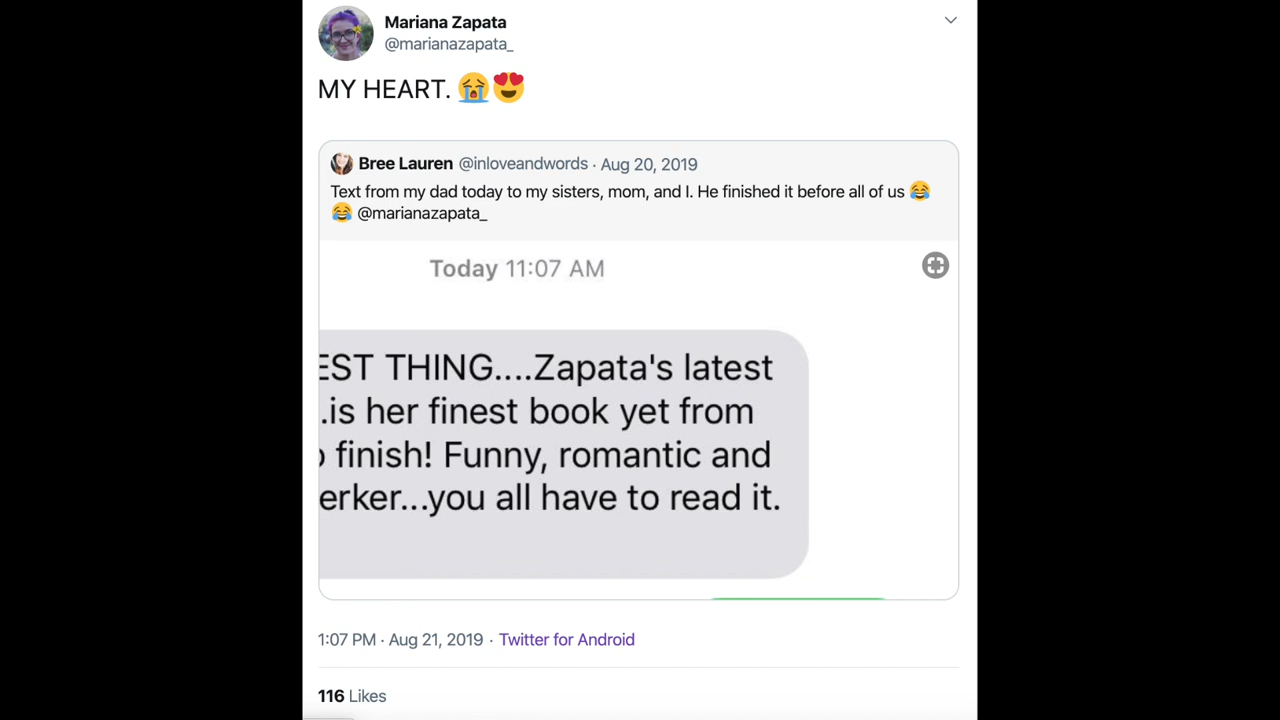 Mariana Zapata
@marianazapata_
MY HEART. 😭😍
Bree Lauren @inloveandwords · Aug 20, 2019
Text from my dad today to my sisters, mom, and I. He finished it before all of us 😂
😂 @marianazapata_
Today 11:07 AM
EST THING....Zapata's latest
.is her finest book yet from
finish! Funny, romantic and
erker...you all have to read it.
1:07 PM · Aug 21, 2019 · Twitter for Android
116 Likes